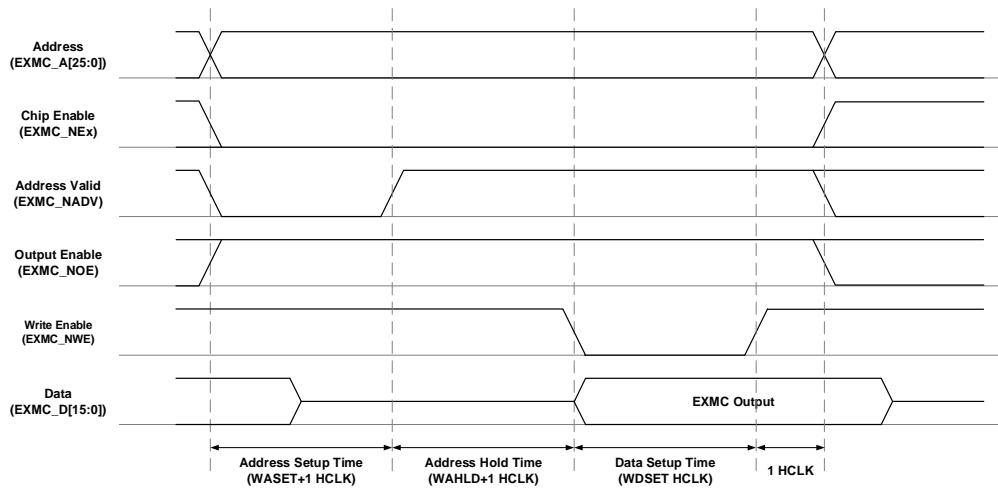 Address
(EXMC_A[25:0])
Chip Enable
(EXMC_NEx)
Address Valid
(EXMC_NADV)
Output Enable
(EXMC_NOE)
Write Enable
(EXMC_NWE)
Data
(EXMC_D[15:0])
EXMC Output
Address Setup Time
(WASET+1 HCLK)
Address Hold Time
(WAHLD+1 HCLK)
Data Setup Time
(WDSET HCLK)
1 HCLK